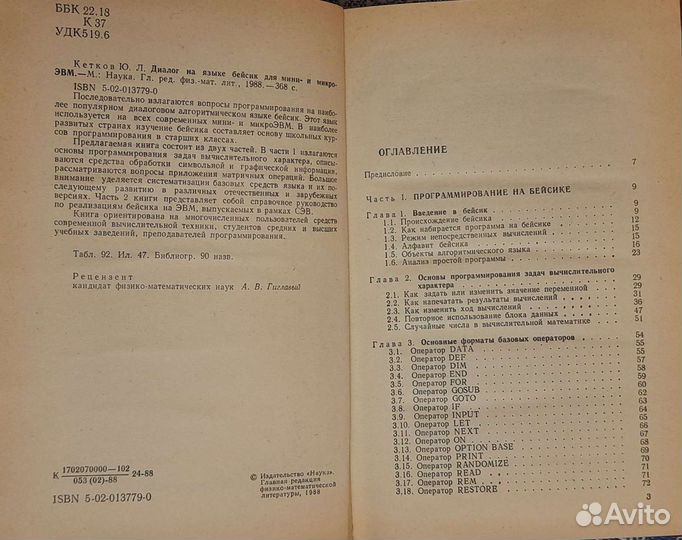 ББК 22.18
К 37
УДК519.6
Кетков Ю. Л. Диалог на языке бейсик для мини- и микро-
ЭВМ.—М.: Наука. Гл. ред. физ.-мат. лит., 1988.—368 с.
ISBN 5-02-013779-0
Последовательно излагаются вопросы программирования на наибо-
лее популярном диалоговом алгоритмическом языке бейсик. Этот язык
используется на всех современных мини- и микроЭВМ. В наиболее
развитых странах изучение бейсика составляет основу школьных кур-
сов программирования в старших классах.
Предлагаемая книга состоит из двух частей. В части 1 излагаются
основы программирования задач вычислительного характера, описы-
ваются средства обработки символьной и графической информации,
рассматриваются вопросы приложения матричных операций. Большое
внимание уделяется систематизации базовых средств языка и их по-
следующему развитию в различных отечественных и зарубежных
версиях. Часть 2 книги представляет собой справочное руководство
по реализациям бейсика на ЭВМ, выпускаемых в рамках СЭВ.
Книга ориентирована на многочисленных пользователей средств
современной вычислительной техники, студентов средних и высших
учебных заведений, преподавателей программирования.
Табл. 92. Ил. 47. Библиогр. 90 назв.
Рецензент
кандидат физико-математических наук А. В. Гиглавый
К 1702070000—102
053 (02)-88 24-88
ISBN 5-02-013779-0
© Издательство «Наука».
Главная редакция
физико-математической
литературы, 1988
ОГЛАВЛЕНИЕ
Предисловие 7
Часть 1. ПРОГРАММИРОВАНИЕ НА БЕЙСИКЕ 9
Глава 1. Введение в бейсик 9
1.1. Происхождение бейсика 9
1.2. Как набирается программа на бейсике 12
1.3. Режим непосредственных вычислений 15
1.4. Алфавит бейсика 15
1.5. Объекты алгоритмического языка 16
1.6. Анализ простой программы 23
Глава 2. Основы программирования задач вычислительного
характера 29
2.1. Как задать или изменить значение переменной 29
2.2. Как напечатать результаты вычислений 31
2.3. Как изменить ход вычислений 36
2.4. Повторное использование блока данных 47
2.5. Случайные числа в вычислительной математике 51
Глава 3. Основные форматы базовых операторов 54
3.1. Оператор DATA 55
3.2. Оператор DEF 55
3.3. Оператор DIM 57
3.4. Оператор END 58
3.5. Оператор FOR 59
3.6. Оператор GOSUB 60
3.7. Оператор GOTO 62
3.8. Оператор IF 63
3.9. Оператор INPUT 64
3.10. Оператор LET 65
3.11. Оператор NEXT 66
3.12. Оператор ON 67
3.13. Оператор OPTION BASE 68
3.14. Оператор PRINT 69
3.15. Оператор RANDOMIZE 70
3.16. Оператор READ 71
3.17. Оператор REM 71
3.18. Оператор RESTORE 72
3
Avito